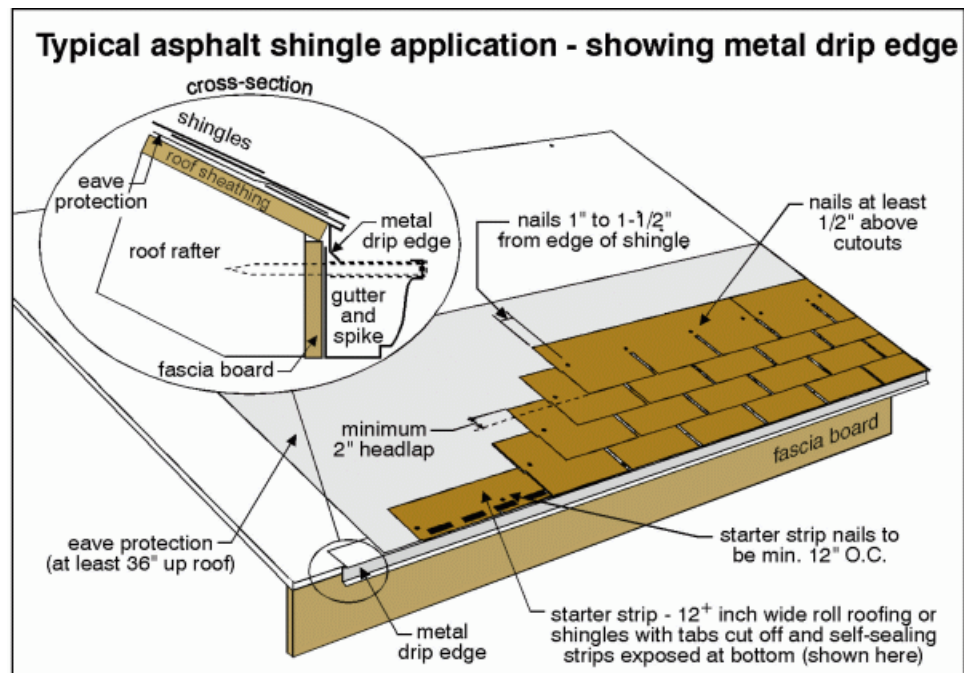 Typical asphalt shingle application - showing metal drip edge
cross-section
shingles
roof sheathing
eave
protection
metal
drip edge
roof rafter
gutter
and
spike
fascia board
nails 1" to 1-1/2"
from edge of shingle
nails at least
1/2" above
cutouts
minimum
2" headlap
fascia board
eave protection
(at least 36" up roof)
starter strip nails to
be min. 12" O.C.
metal
drip edge
starter strip - 12+ inch wide roll roofing or
shingles with tabs cut off and self-sealing
strips exposed at bottom (shown here)